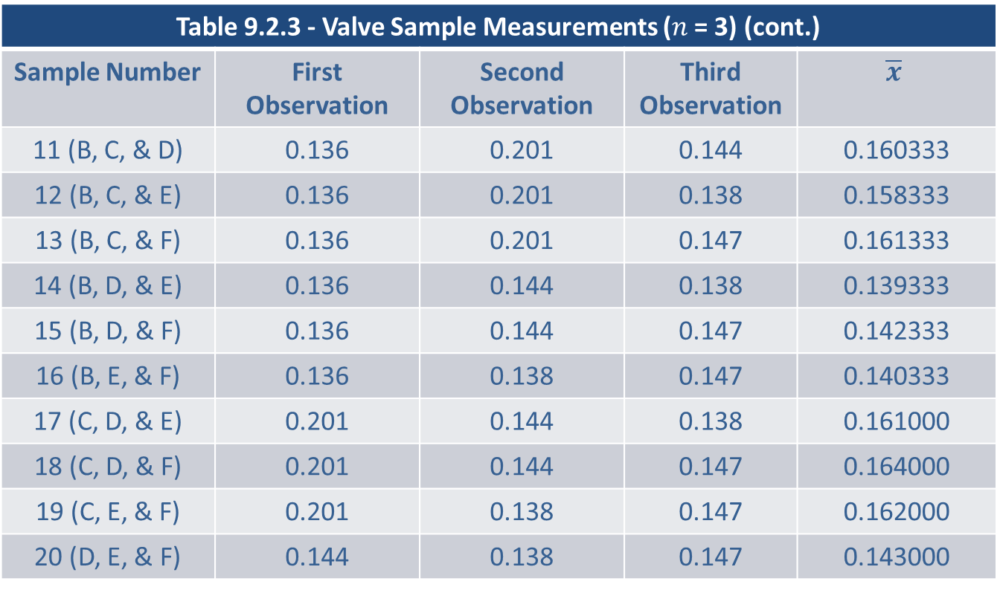 Table 9.2.3 - Valve Sample Measurements (n = 3) (cont.)
Sample Number First Observation Second Observation Third Observation x̅
11 (B, C, & D) 0.136 0.201 0.144 0.160333
12 (B, C, & E) 0.136 0.201 0.138 0.158333
13 (B, C, & F) 0.136 0.201 0.147 0.161333
14 (B, D, & E) 0.136 0.144 0.138 0.139333
15 (B, D, & F) 0.136 0.144 0.147 0.142333
16 (B, E, & F) 0.136 0.138 0.147 0.140333
17 (C, D, & E) 0.201 0.144 0.138 0.161000
18 (C, D, & F) 0.201 0.144 0.147 0.164000
19 (C, E, & F) 0.201 0.138 0.147 0.162000
20 (D, E, & F) 0.144 0.138 0.147 0.143000